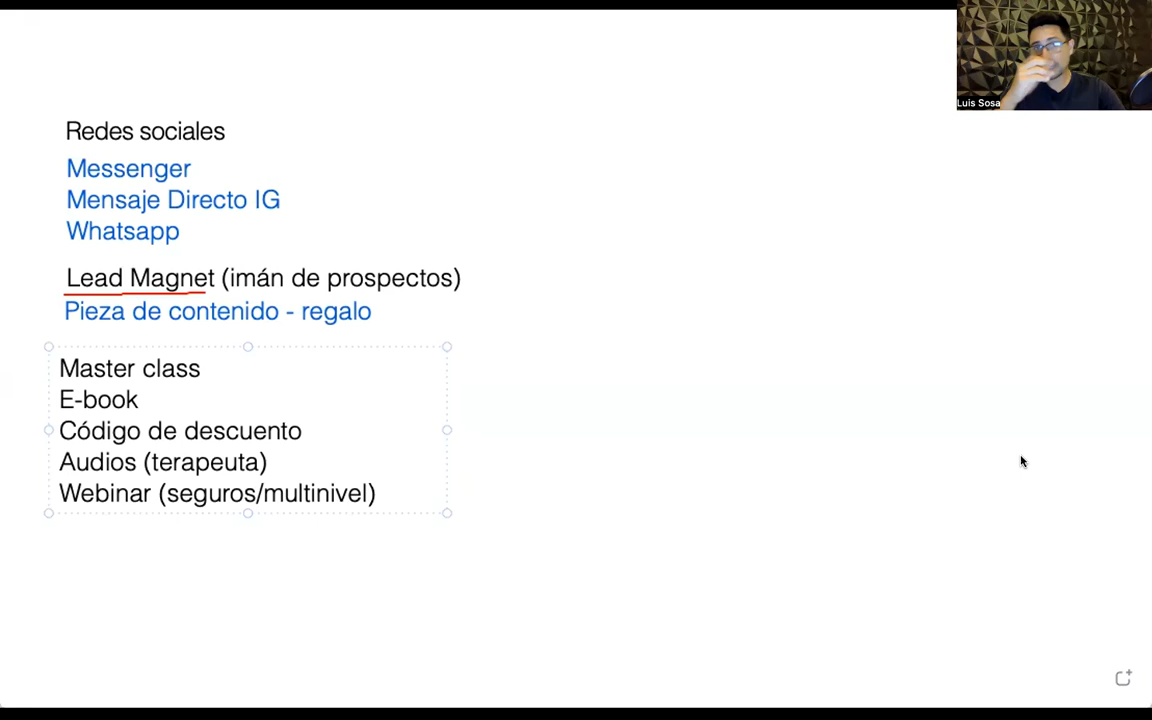 Luis Sosa
Redes sociales
Messenger
Mensaje Directo IG
Whatsapp
Lead Magnet (imán de prospectos)
Pieza de contenido - regalo
Master class
E-book
Código de descuento
Audios (terapeuta)
Webinar (seguros/multinivel)